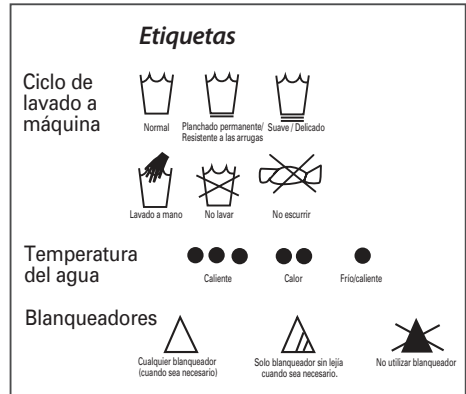 Etiquetas
Ciclo de
lavado a
máquina
Normal
Planchado permanente/
Resistente a las arrugas
Suave / Delicado
Lavado a mano
No lavar
No escurrir
Temperatura
del agua
Caliente
Calor
Frío/caliente
Blanqueadores
Cualquier blanqueador
(cuando sea necesario)
Solo blanqueador sin lejía
cuando sea necesario.
No utilizar blanqueador